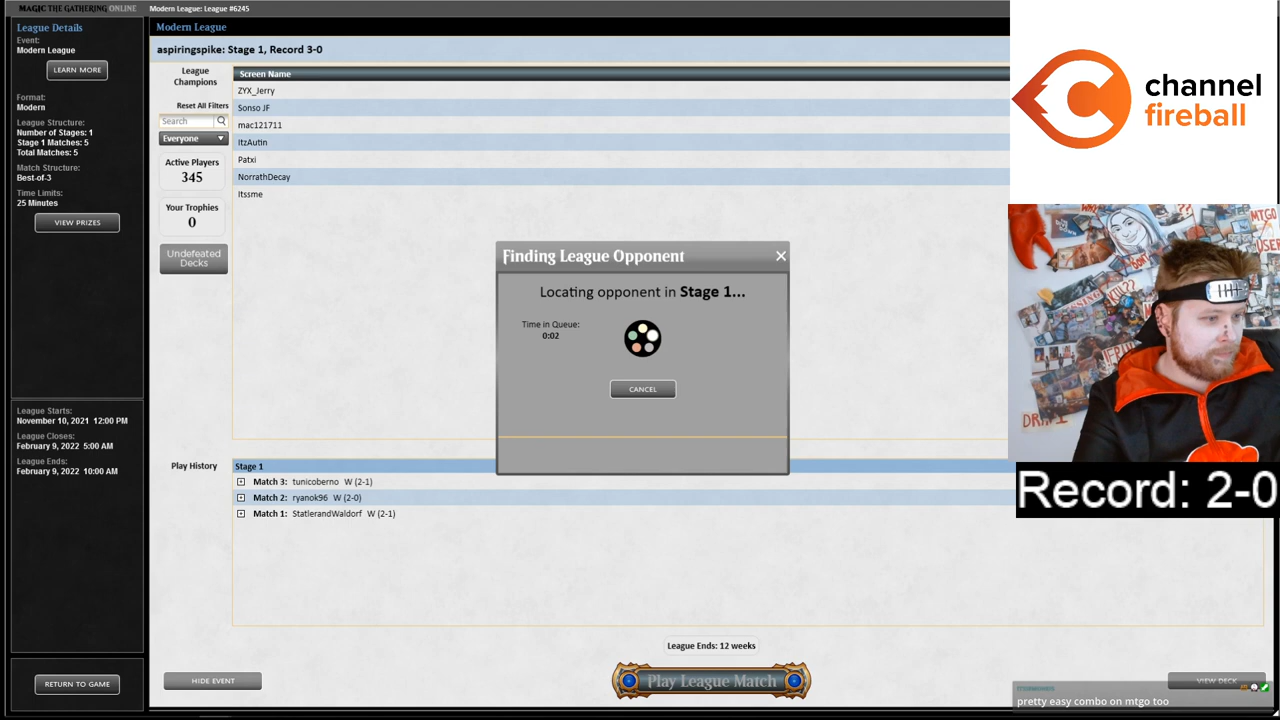 MAGIC THE GATHERING ONLINE
Modern League: League #6245
League Details
Event:
Modern League
LEARN MORE
Format:
Modern
League Structure:
Number of Stages: 1
Stage 1 Matches: 5
Total Matches: 5
Match Structure:
Best-of-3
Time Limits:
25 Minutes
VIEW PRIZES
League Starts:
November 10, 2021 12:00 PM
League Closes:
February 9, 2022 5:00 AM
League Ends:
February 9, 2022 10:00 AM
RETURN TO GAME
Modern League
aspiringspike: Stage 1, Record 3-0
League
Champions
Reset All Filters
Search
Everyone
Active Players
345
Your Trophies
0
Undefeated
Decks
Screen Name
ZYX_Jerry
Sonso JF
mac121711
ItzAutin
Patxi
NorrathDecay
Itssme
Finding League Opponent
Locating opponent in Stage 1...
Time in Queue:
0:02
CANCEL
Play History
Stage 1
Match 3: tunicoberno W (2-1)
Match 2: ryanok96 W (2-0)
Match 1: StatlerandWaldorf W (2-1)
League Ends: 12 weeks
HIDE EVENT
Play League Match
VIEW DECK
channel
fireball
MTGO
USER
MISSING
Record: 2-0
pretty easy combo on mtgo too